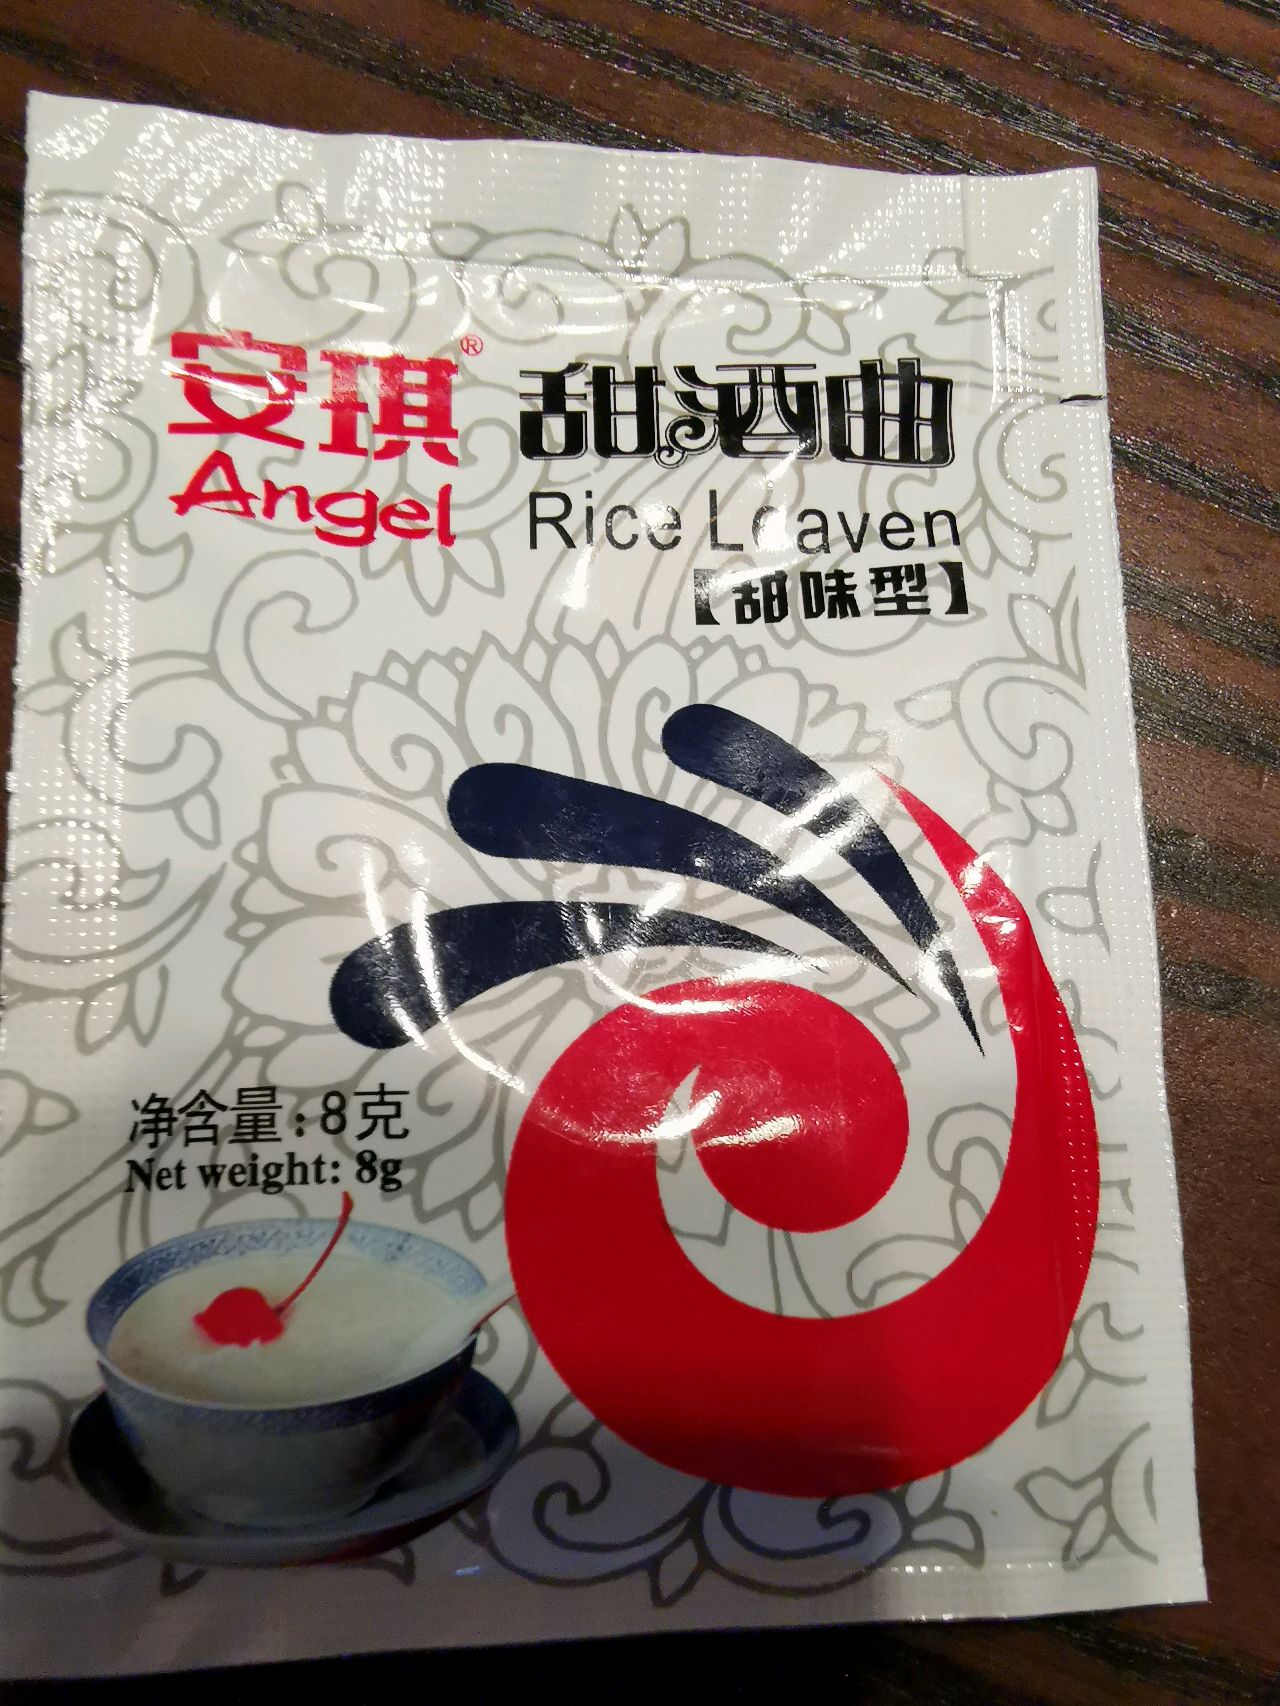 安琪®
Angel
甜酒曲
Rice Leaven
【甜味型】
净含量:8克
Net weight: 8g